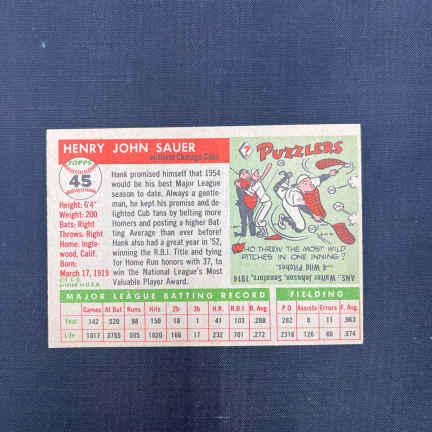 HENRY JOHN SAUER
outfield Chicago Cubs
TOPPS
45
Height: 6'4"
Weight: 200
Bats: Right
Throws: Right
Home: Ingle-
wood, Calif.
Born:
March 17, 1919
Hank promised himself that 1954
would be his best Major League
season to date. Always a gentle-
man, he kept his promise and de-
lighted Cub fans by belting more
Homers and posting a higher Bat-
ting Average than ever before!
Hank also had a great year in '52,
winning the R.B.I. Title and tying
for Home Run honors with 37, to
win the National League's Most
Valuable Player Award.
? PUZZLERS
WHO THREW THE MOST WILD
PITCHES IN ONE INNING?
ANS. Walter Johnson, Senators, 1914
—4 Wild Pitches.
MAJOR LEAGUE BATTING RECORD FIELDING
Year Games At Bat Runs Hits 2b 3b H.R. R.B.I. B. Avg. P.O. Assists Errors F. Avg.
Year 142 520 98 150 18 1 41 103 .288 282 8 11 .963
Life 1017 3755 1020 166 17 232 701 .272 2316 .974